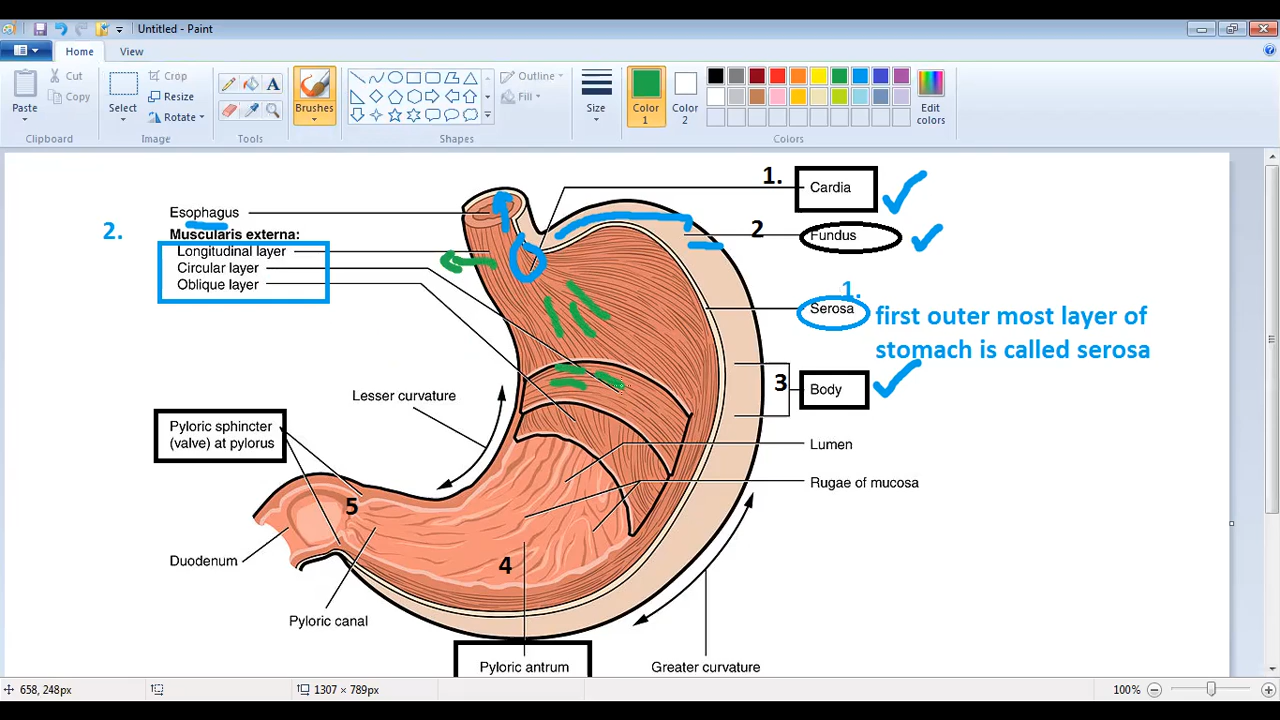 Untitled - Paint
Home
View
Paste
Cut
Copy
Clipboard
Select
Crop
Resize
Rotate
Image
A
Tools
Brushes
Outline
Fill
Shapes
Size
Color 1
Color 2
Edit colors
Colors
1.
Cardia
Esophagus
2
Fundus
2.
Muscularis externa:
Longitudinal layer
Circular layer
Oblique layer
1.
Serosa
first outer most layer of
stomach is called serosa
Lesser curvature
3
Body
Pyloric sphincter
(valve) at pylorus
Lumen
Rugae of mucosa
5
4
Duodenum
Pyloric canal
Pyloric antrum
Greater curvature
658, 248px
1307 × 789px
100%